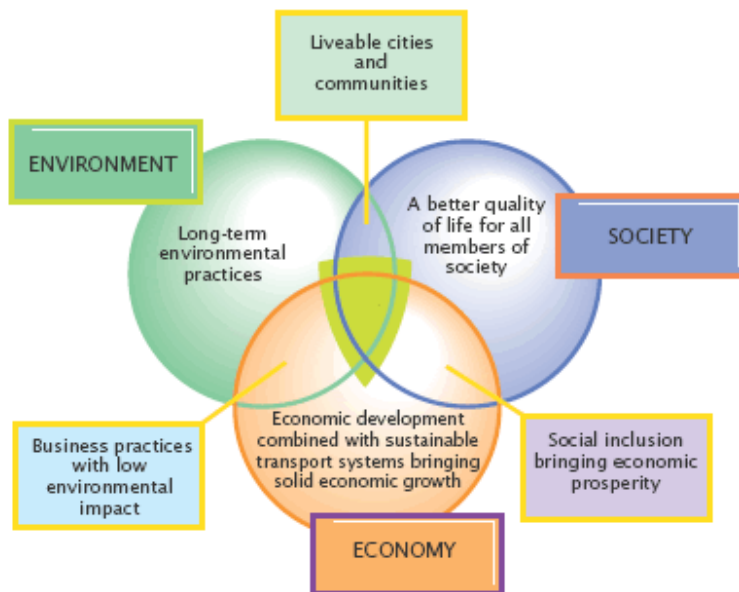 Liveable cities
and
communities
ENVIRONMENT
Long-term
environmental
practices
A better quality
of life for all
members of
society
SOCIETY
Business practices
with low
environmental
impact
Economic development
combined with sustainable
transport systems bringing
solid economic growth
Social inclusion
bringing economic
prosperity
ECONOMY